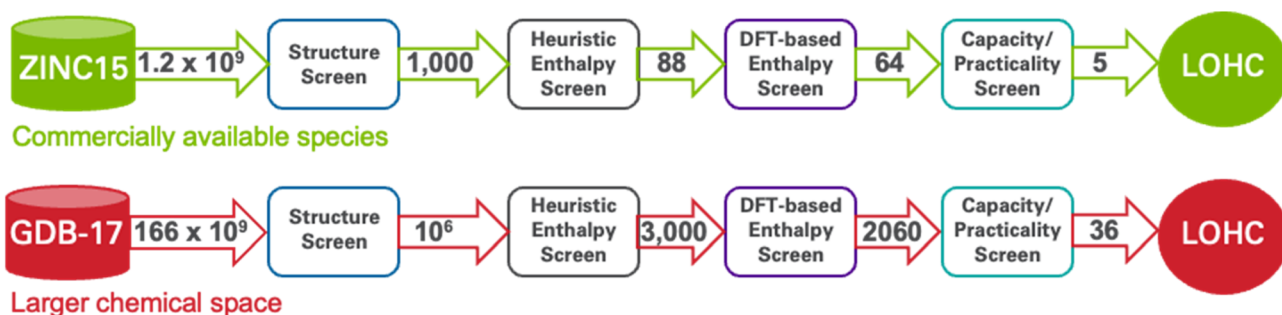 ZINC15
1.2 x 10⁹
Structure
Screen
1,000
Heuristic
Enthalpy
Screen
88
DFT-based
Enthalpy
Screen
64
Capacity/
Practicality
Screen
5
LOHC
Commercially available species
GDB-17
166 x 10⁹
Structure
Screen
10⁶
Heuristic
Enthalpy
Screen
3,000
DFT-based
Enthalpy
Screen
2060
Capacity/
Practicality
Screen
36
LOHC
Larger chemical space